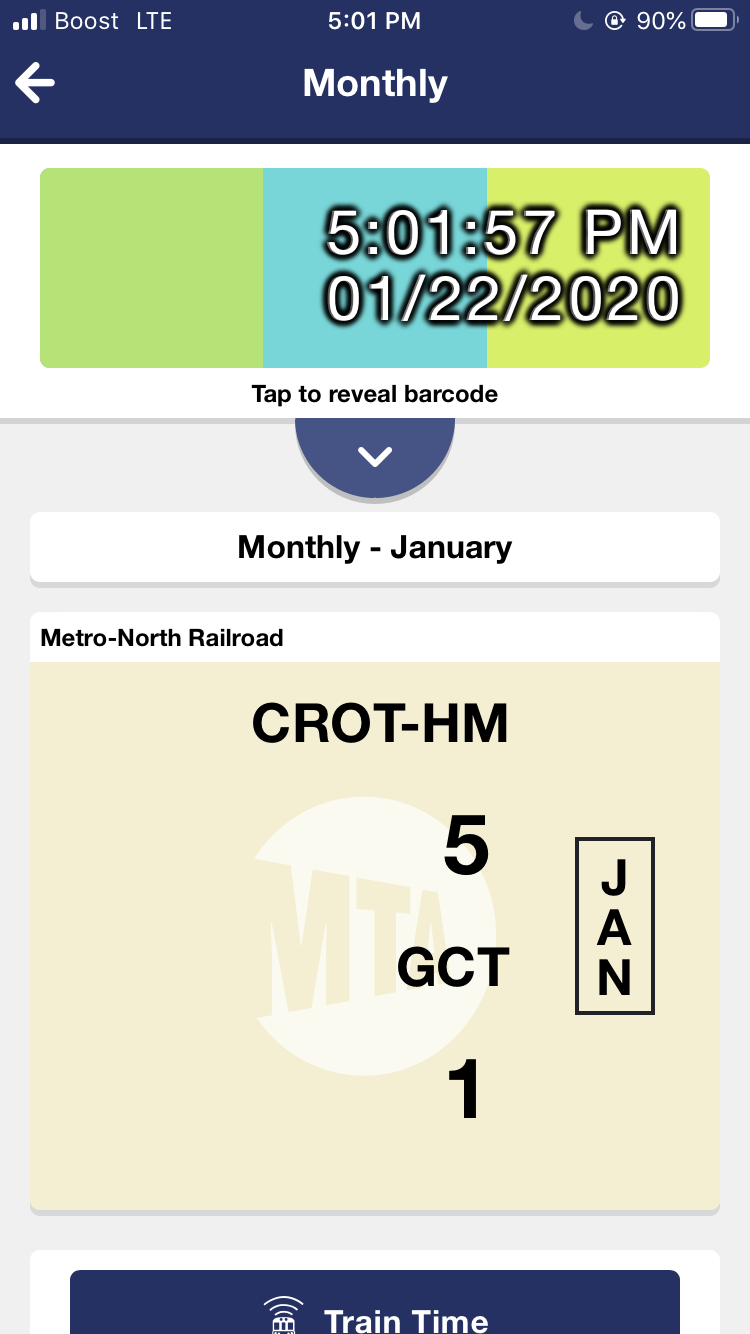 Boost LTE 5:01 PM 90%
Monthly
5:01:57 PM
01/22/2020
Tap to reveal barcode
Monthly - January
Metro-North Railroad
CROT-HM
5
MTA
GCT
1
J
A
N
Train Time